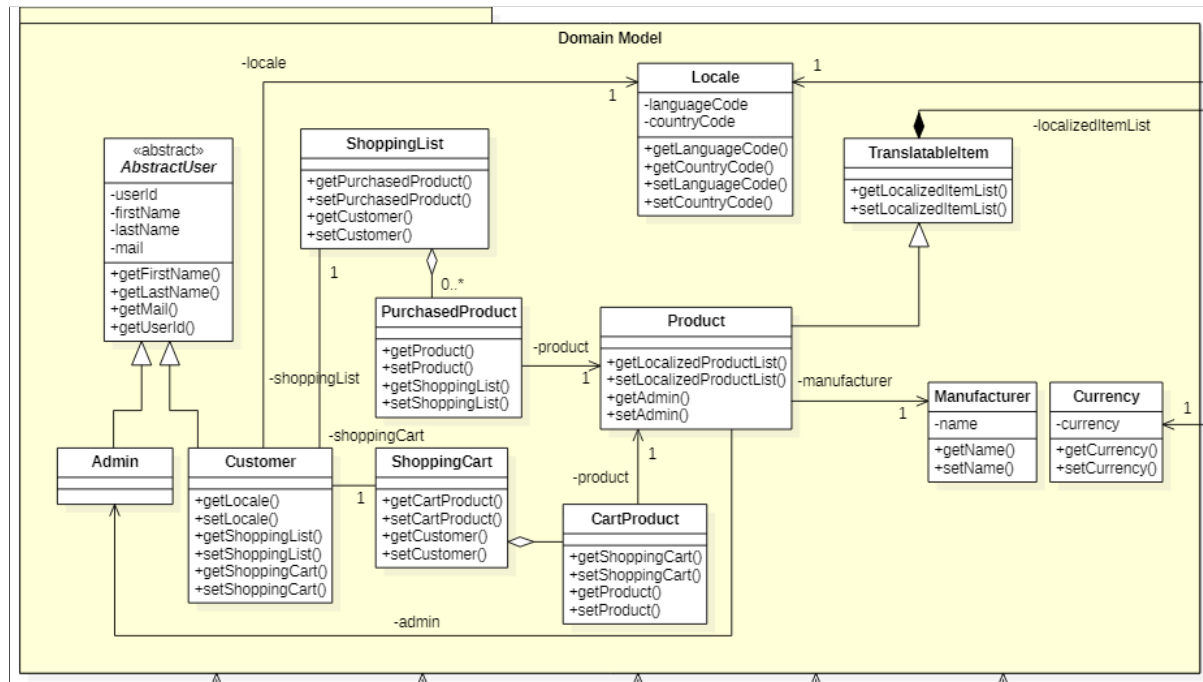 Domain Model
-locale
1
Locale
-languageCode
-countryCode
+getLanguageCode()
+getCountryCode()
+setLanguageCode()
+setCountryCode()
1
-localizedItemList
TranslatableItem
+getLocalizedItemList()
+setLocalizedItemList()
«abstract»
AbstractUser
-userId
-firstName
-lastName
-mail
+getFirstName()
+getLastName()
+getMail()
+getUserId()
ShoppingList
+getPurchasedProduct()
+setPurchasedProduct()
+getCustomer()
+setCustomer()
1
0..*
PurchasedProduct
+getProduct()
+setProduct()
+getShoppingList()
+setShoppingList()
-product
1
Product
+getLocalizedProductList()
+setLocalizedProductList()
+getAdmin()
+setAdmin()
-manufacturer
1
Manufacturer
-name
+getName()
+setName()
Currency
-currency
+getCurrency()
+setCurrency()
1
-shoppingList
-shoppingCart
1
Admin
Customer
+getLocale()
+setLocale()
+getShoppingList()
+setShoppingList()
+getShoppingCart()
+setShoppingCart()
ShoppingCart
+getCartProduct()
+setCartProduct()
+getCustomer()
+setCustomer()
-product
1
CartProduct
+getShoppingCart()
+setShoppingCart()
+getProduct()
+setProduct()
-admin